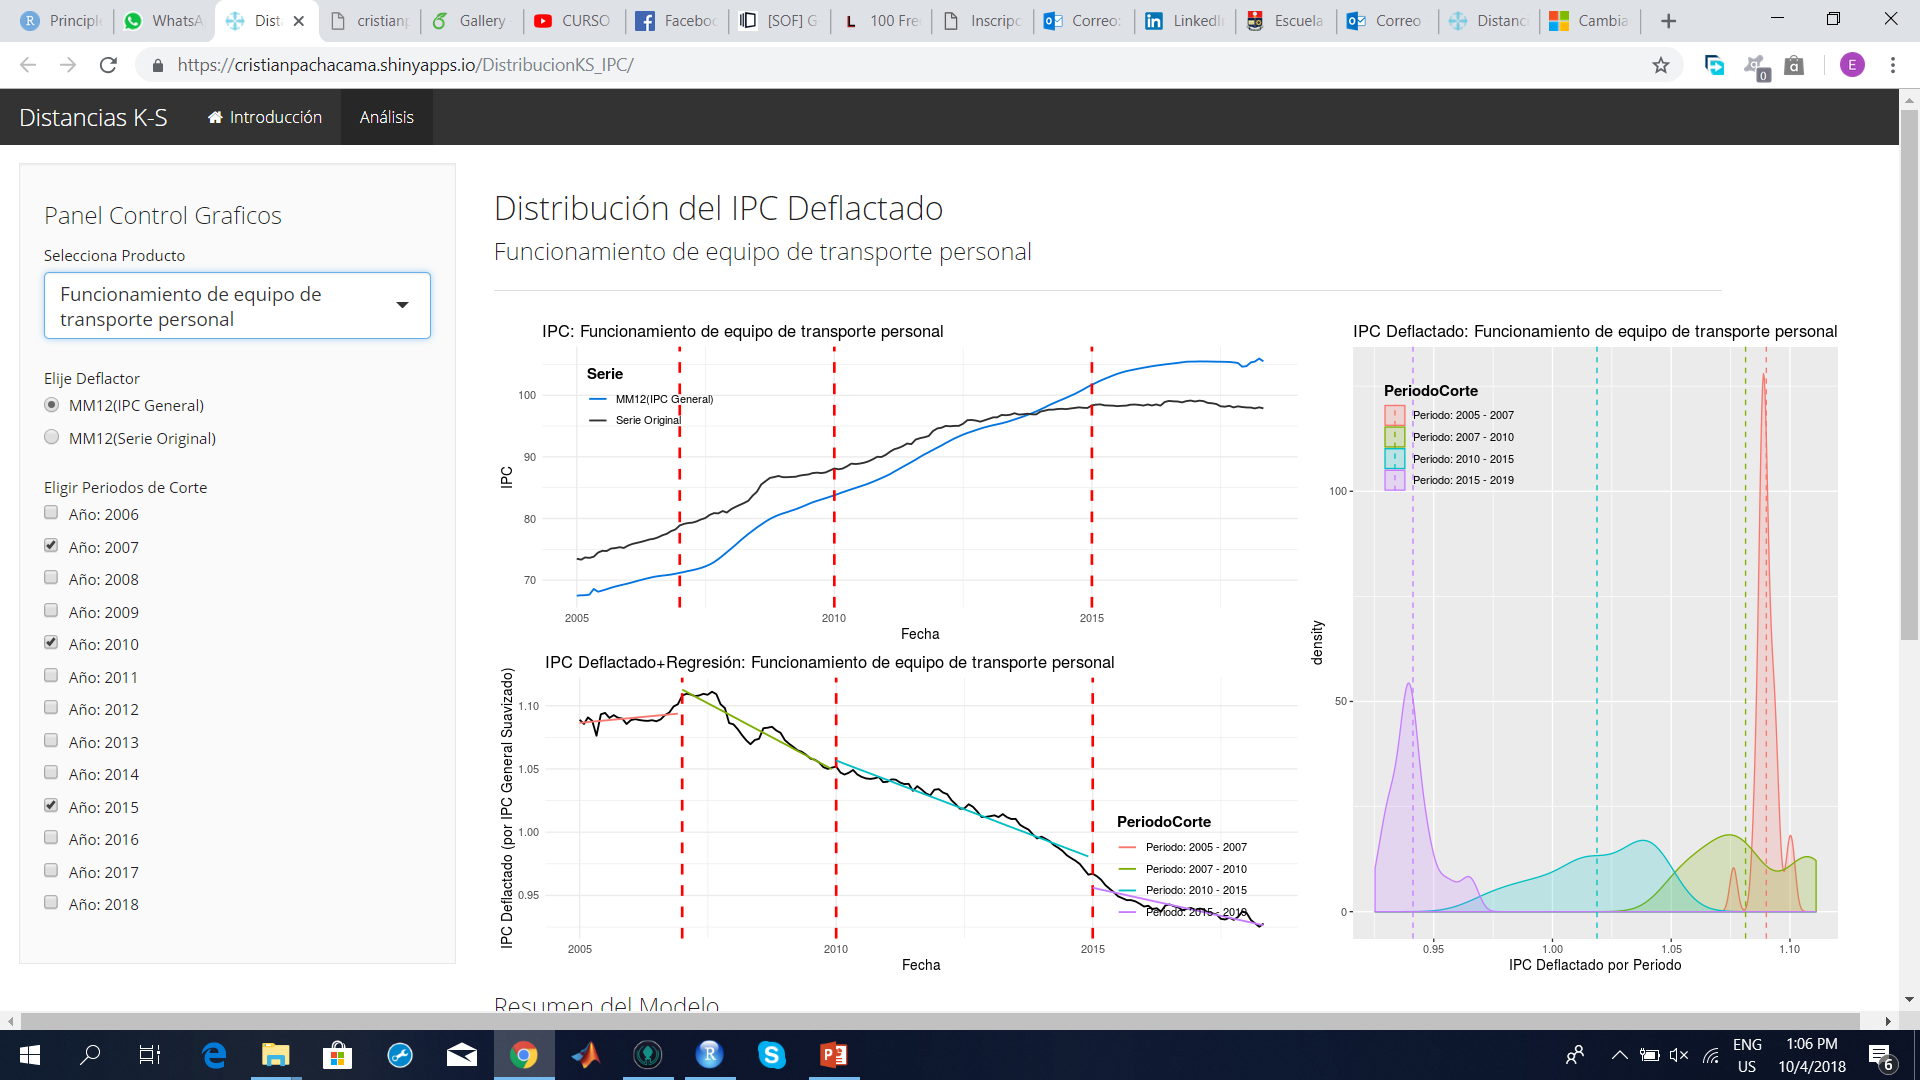 Principl
WhatsA
Dist
cristianp
Gallery
CURSO
Faceboo
[SOF] G
100 Fre
Inscripc
Correo:
LinkedI
Escuela
Correo
Distanc
Cambia
https://cristianpachacama.shinyapps.io/DistribucionKS_IPC/
0
E
Distancias K-S
Introducción
Análisis
Panel Control Graficos
Selecciona Producto
Funcionamiento de equipo de
transporte personal
Elije Deflactor
MM12(IPC General)
MM12(Serie Original)
Eligir Periodos de Corte
Año: 2006
Año: 2007
Año: 2008
Año: 2009
Año: 2010
Año: 2011
Año: 2012
Año: 2013
Año: 2014
Año: 2015
Año: 2016
Año: 2017
Año: 2018
Distribución del IPC Deflactado
Funcionamiento de equipo de transporte personal
IPC: Funcionamiento de equipo de transporte personal
Serie
MM12(IPC General)
Serie Original
IPC
100
90
80
70
2005
2010
2015
Fecha
IPC Deflactado+Regresión: Funcionamiento de equipo de transporte personal
IPC Deflactado (por IPC General Suavizado)
1.10
1.05
1.00
0.95
PeriodoCorte
Periodo: 2005 - 2007
Periodo: 2007 - 2010
Periodo: 2010 - 2015
Periodo: 2015 - 2019
2005
2010
2015
Fecha
IPC Deflactado: Funcionamiento de equipo de transporte personal
PeriodoCorte
Periodo: 2005 - 2007
Periodo: 2007 - 2010
Periodo: 2010 - 2015
Periodo: 2015 - 2019
density
100
50
0
0.95
1.00
1.05
1.10
IPC Deflactado por Periodo
Resumen del Modelo
ENG
US
1:06 PM
10/4/2018
6